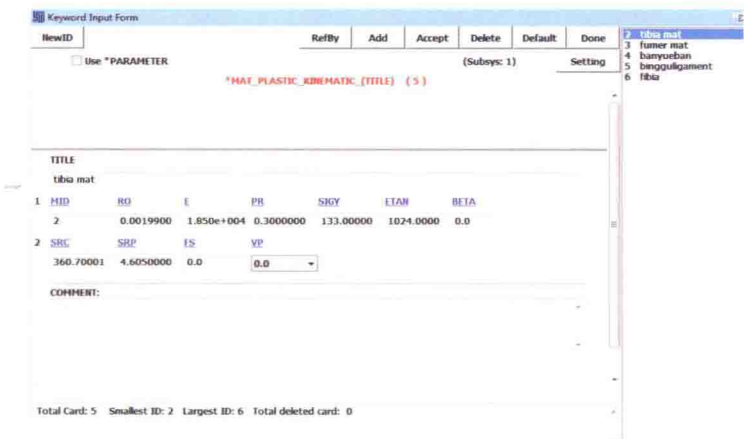 Keyword Input Form
NewID RefBy Add Accept Delete Default Done
Use *PARAMETER (Subsys: 1) Setting
*MAT_PLASTIC_KINEMATIC_(TITLE) (5)
TITLE
tibia mat
1 MID RO E PR SIGY ETAN BETA
2 0.0019900 1.850e+004 0.3000000 133.00000 1024.0000 0.0
2 SRC SRP FS VP
360.70001 4.6050000 0.0 0.0
COMMENT:
Total Card: 5 Smallest ID: 2 Largest ID: 6 Total deleted card: 0
2 tibia mat
3 fumer mat
4 banyueban
5 bingguligament
6 fibia